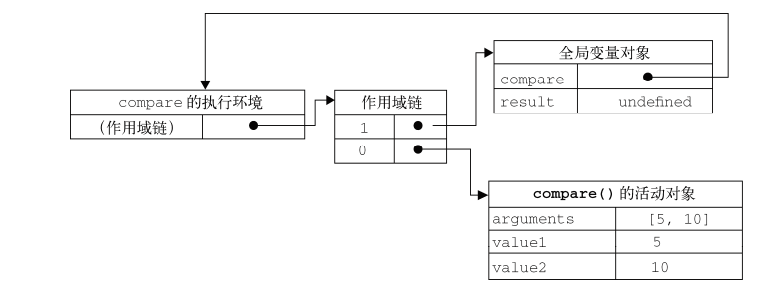 全局变量对象
compare
result undefined
compare 的执行环境
(作用域链)
作用域链
1
0
compare() 的活动对象
arguments [5, 10]
value1 5
value2 10